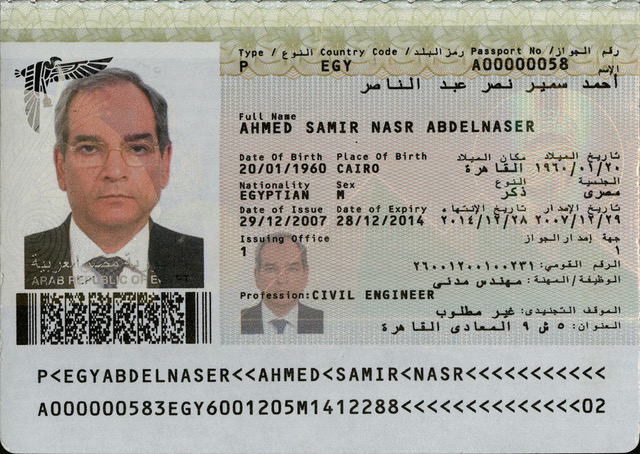 Type / النوع Country Code / رمز البلد Passport No / رقم الجواز
P EGY A00000058 الإسم
أحمد سمير نصر عبد الناصر
Full Name
AHMED SAMIR NASR ABDELNASER
Date Of Birth Place Of Birth مكان الميلاد تاريخ الميلاد
20/01/1960 CAIRO القاهرة ١٩٦٠/٠١/٢٠
Nationality Sex النوع الجنسية
EGYPTIAN M ذكر مصرى
Date of Issue Date of Expiry تاريخ الإنتهاء تاريخ الإصدار
29/12/2007 28/12/2014 ٢٠١٤/١٢/٢٨ ٢٠٠٧/١٢/٢٩
Issuing Office جهة إصدار الجواز
1 ١
الرقم القومي: ٢٦٠٠١٢٠٠١٠٠٢٣١
الوظيفة/المهنة: مهندس مدنى
Profession:CIVIL ENGINEER
الموقف التجنيدى: غير مطلوب
العنوان: ٥ ش ٩ المعادى القاهرة
جمهورية مصر العربية
ARAB REPUBLIC OF E
P<EGYABDELNASER<<AHMED<SAMIR<NASR<<<<<<<<<<<
A000000583EGY6001205M1412288<<<<<<<<<<<<<<02